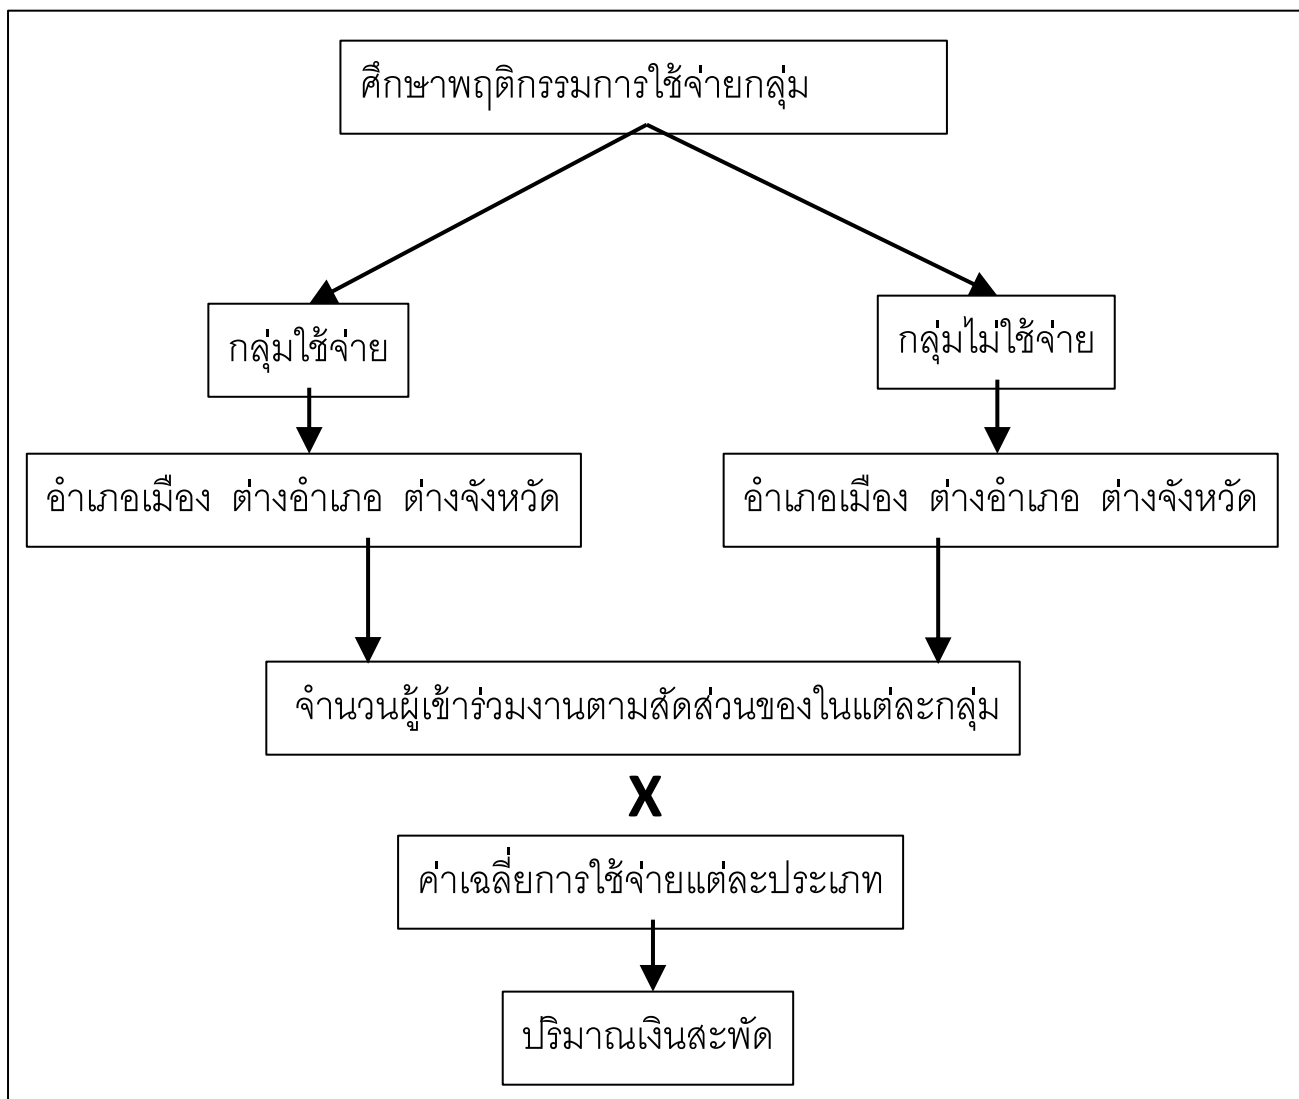 ศึกษาพฤติกรรมการใช้จ่ายกลุ่ม
กลุ่มใช้จ่าย
กลุ่มไม่ใช้จ่าย
อำเภอเมือง ต่างอำเภอ ต่างจังหวัด
อำเภอเมือง ต่างอำเภอ ต่างจังหวัด
จำนวนผู้เข้าร่วมงานตามสัดส่วนของในแต่ละกลุ่ม
X
ค่าเฉลี่ยการใช้จ่ายแต่ละประเภท
ปริมาณเงินสะพัด